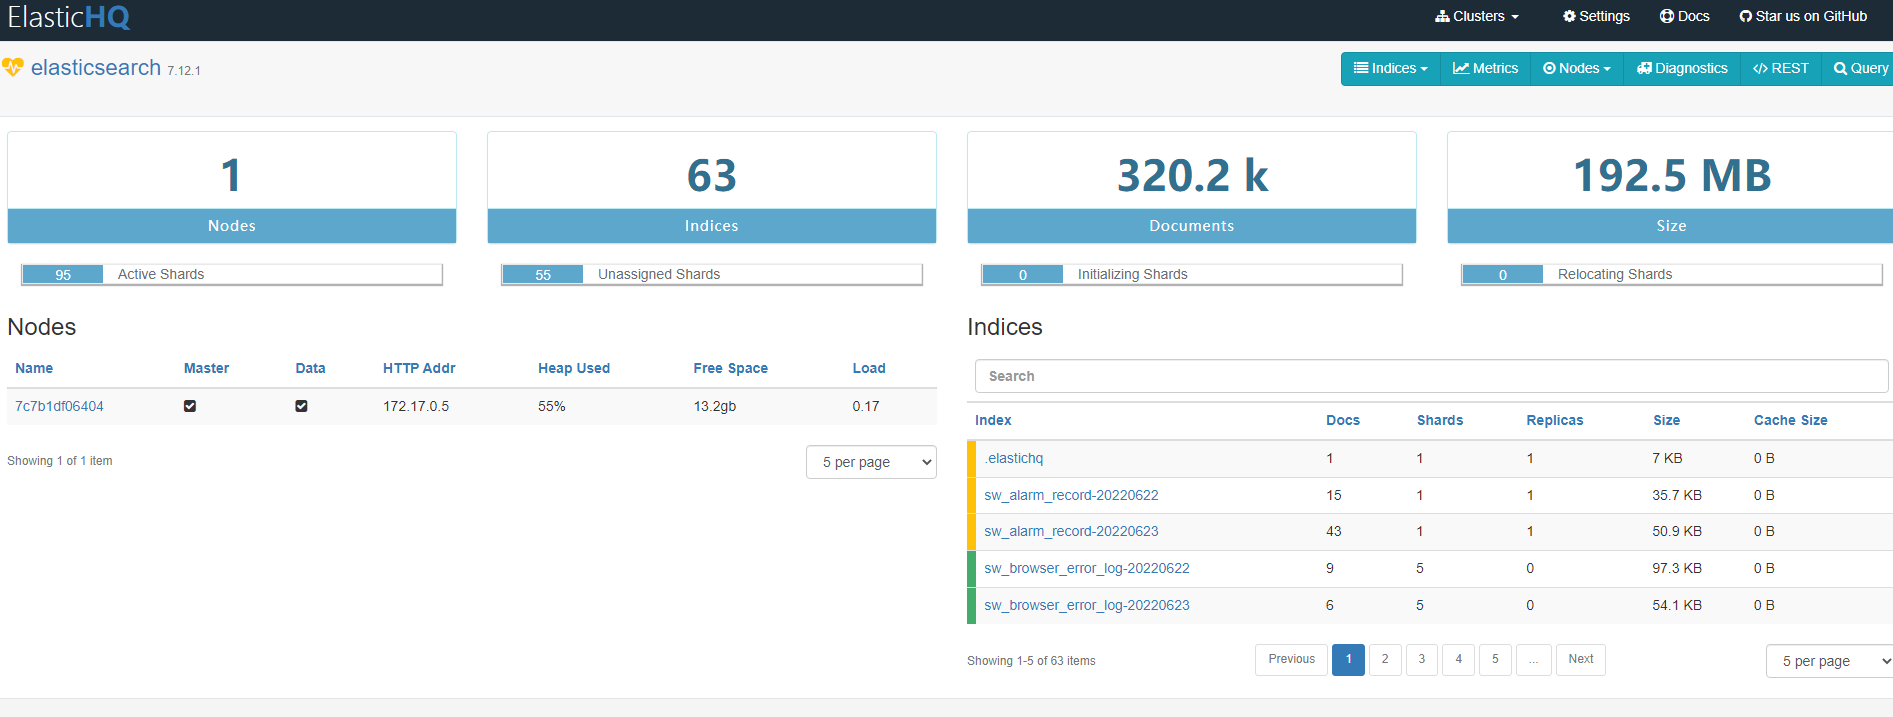 ElasticHQ Clusters Settings Docs Star us on GitHub
elasticsearch 7.12.1 Indices Metrics Nodes Diagnostics </> REST Query
1 63 320.2 k 192.5 MB
Nodes Indices Documents Size
95 Active Shards 55 Unassigned Shards 0 Initializing Shards 0 Relocating Shards
Nodes
Name Master Data HTTP Addr Heap Used Free Space Load
7c7b1df06404 172.17.0.5 55% 13.2gb 0.17
Showing 1 of 1 item 5 per page
Indices
Search
Index Docs Shards Replicas Size Cache Size
.elastichq 1 1 1 7 KB 0 B
sw_alarm_record-20220622 15 1 1 35.7 KB 0 B
sw_alarm_record-20220623 43 1 1 50.9 KB 0 B
sw_browser_error_log-20220622 9 5 0 97.3 KB 0 B
sw_browser_error_log-20220623 6 5 0 54.1 KB 0 B
Showing 1-5 of 63 items Previous 1 2 3 4 5 ... Next 5 per page